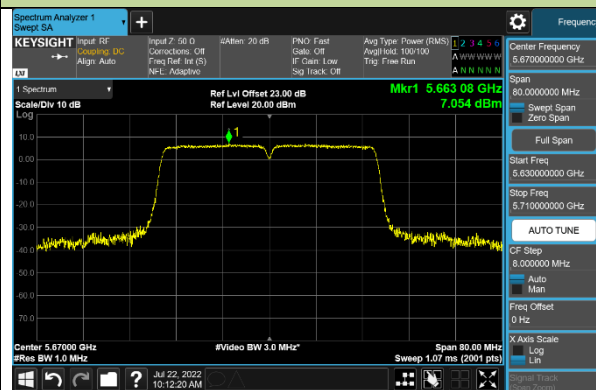 Spectrum Analyzer 1
Swept SA
Frequency
KEYSIGHT
Input: RF
Coupling: DC
Align: Auto
Input Z: 50 Ω
Corrections: Off
Freq Ref: Int (S)
NFE: Adaptive
#Atten: 20 dB
PNO: Fast
Gate: Off
IF Gain: Low
Sig Track: Off
Avg Type: Power (RMS)
Avg|Hold: 100/100
Trig: Free Run
1 2 3 4 5 6
A W W W W W
A N N N N N
LXI
1 Spectrum
Scale/Div 10 dB
Log
Ref Lvl Offset 23.00 dB
Ref Level 20.00 dBm
Mkr1 5.663 08 GHz
7.054 dBm
1
10.0
0.00
-10.0
-20.0
-30.0
-40.0
-50.0
-60.0
-70.0
Center 5.67000 GHz
#Res BW 1.0 MHz
#Video BW 3.0 MHz*
Span 80.00 MHz
Sweep 1.07 ms (2001 pts)
Jul 22, 2022
10:12:20 AM
Center Frequency
5.670000000 GHz
Span
80.0000000 MHz
Swept Span
Zero Span
Full Span
Start Freq
5.630000000 GHz
Stop Freq
5.710000000 GHz
AUTO TUNE
CF Step
8.000000 MHz
Auto
Man
Freq Offset
0 Hz
X Axis Scale
Log
Lin
Signal Track
(Span Zoom)